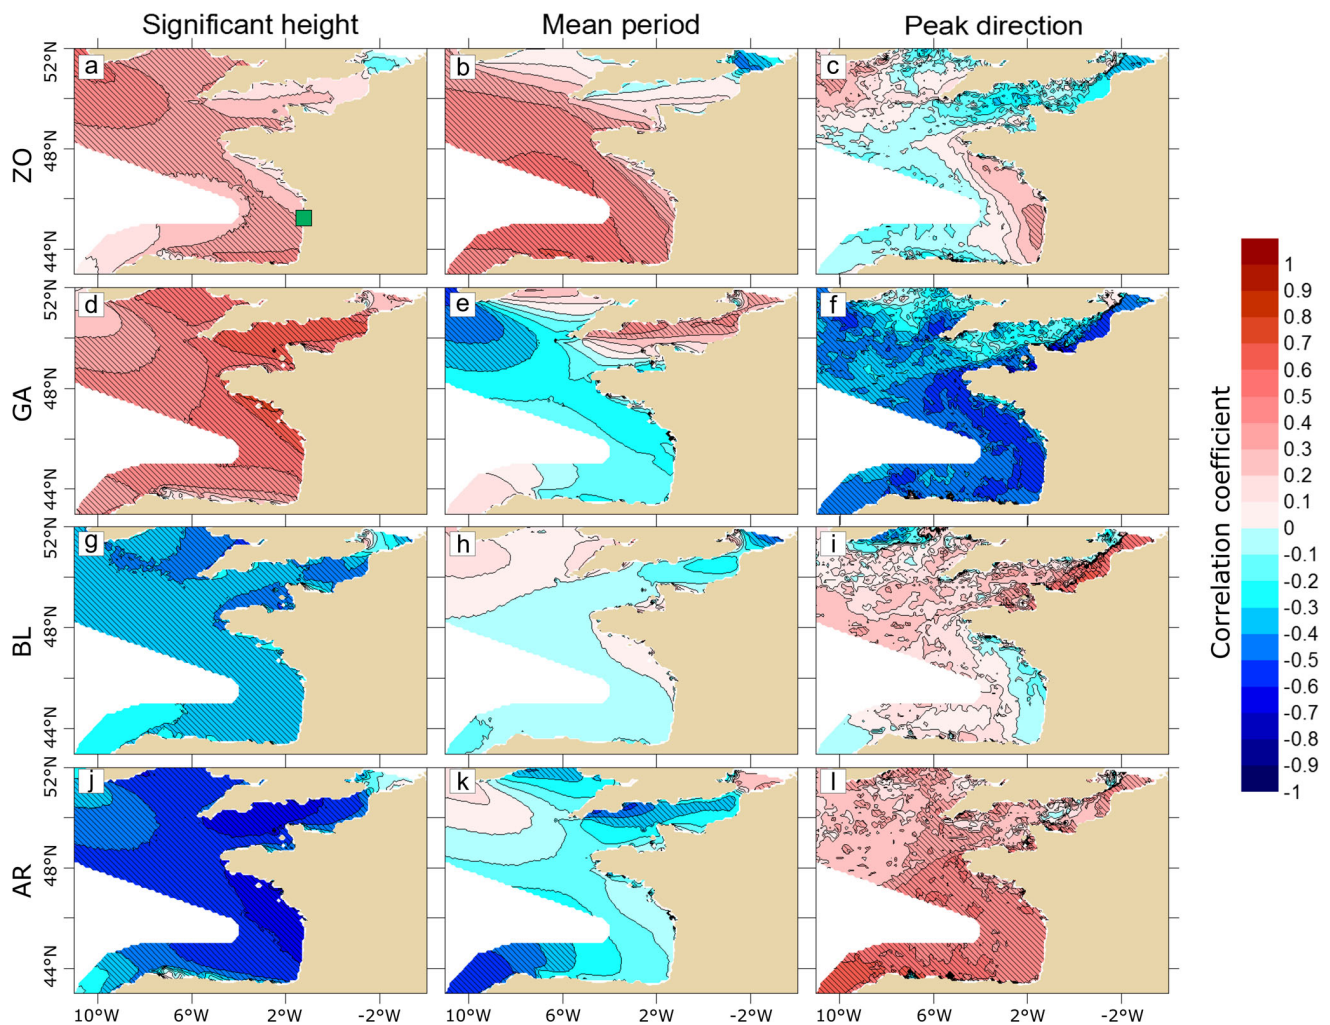 Significant height Mean period Peak direction
52°N a b c
48°N
44°N
ZO
52°N d e f
48°N
44°N
GA
52°N g h i
48°N
44°N
BL
52°N j k l
48°N
44°N
AR
10°W 6°W 2°W -2°W 10°W 6°W 2°W -2°W 10°W 6°W 2°W -2°W
Correlation coefficient
1
0.9
0.8
0.7
0.6
0.5
0.4
0.3
0.2
0.1
0
-0.1
-0.2
-0.3
-0.4
-0.5
-0.6
-0.7
-0.8
-0.9
-1